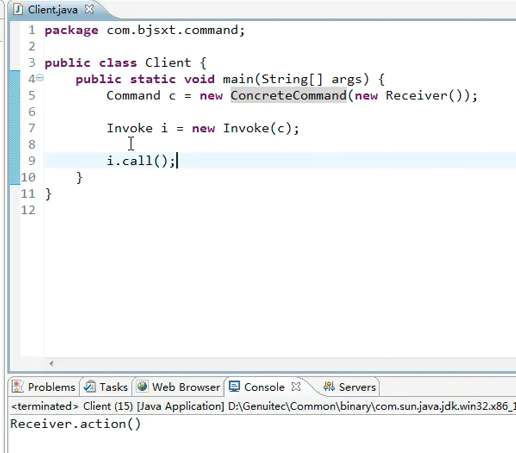 Client.java
1 package com.bjsxt.command;
2
3 public class Client {
4 public static void main(String[] args) {
5 Command c = new ConcreteCommand(new Receiver());
6
7 Invoke i = new Invoke(c);
8
9 i.call();
10 }
11 }
12
Problems Tasks Web Browser Console Servers
<terminated> Client (15) [Java Application] D:\Genuitec\Common\binary\com.sun.java.jdk.win32.x86_1
Receiver.action()